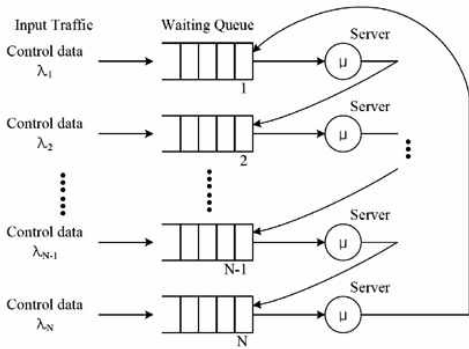 Input Traffic Waiting Queue Server
Control data
λ₁
μ
1
Server
Control data
λ₂
μ
2
Server
Control data
λN-1
μ
N-1
Server
Control data
λN
μ
N